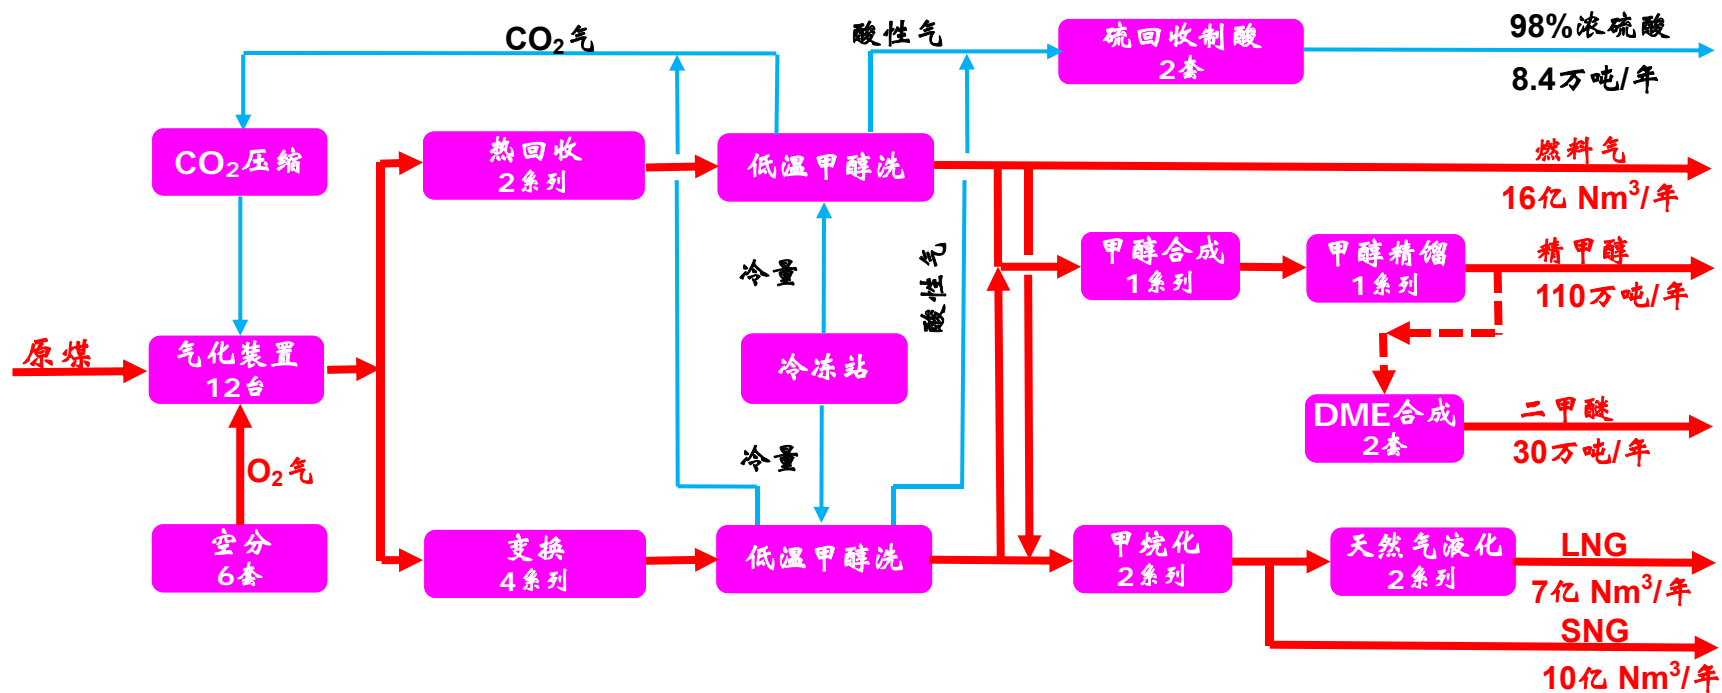 CO₂气
酸性气
硫回收制酸
2套
98%浓硫酸
8.4万吨/年
CO₂压缩
热回收
2系列
低温甲醇洗
燃料气
16亿 Nm³/年
冷量
酸性气
甲醇合成
1系列
甲醇精馏
1系列
精甲醇
110万吨/年
原煤
气化装置
12台
冷冻站
DME合成
2套
二甲醚
30万吨/年
冷量
O₂气
空分
6套
变换
4系列
低温甲醇洗
甲烷化
2系列
天然气液化
2系列
LNG
7亿 Nm³/年
SNG
10亿 Nm³/年